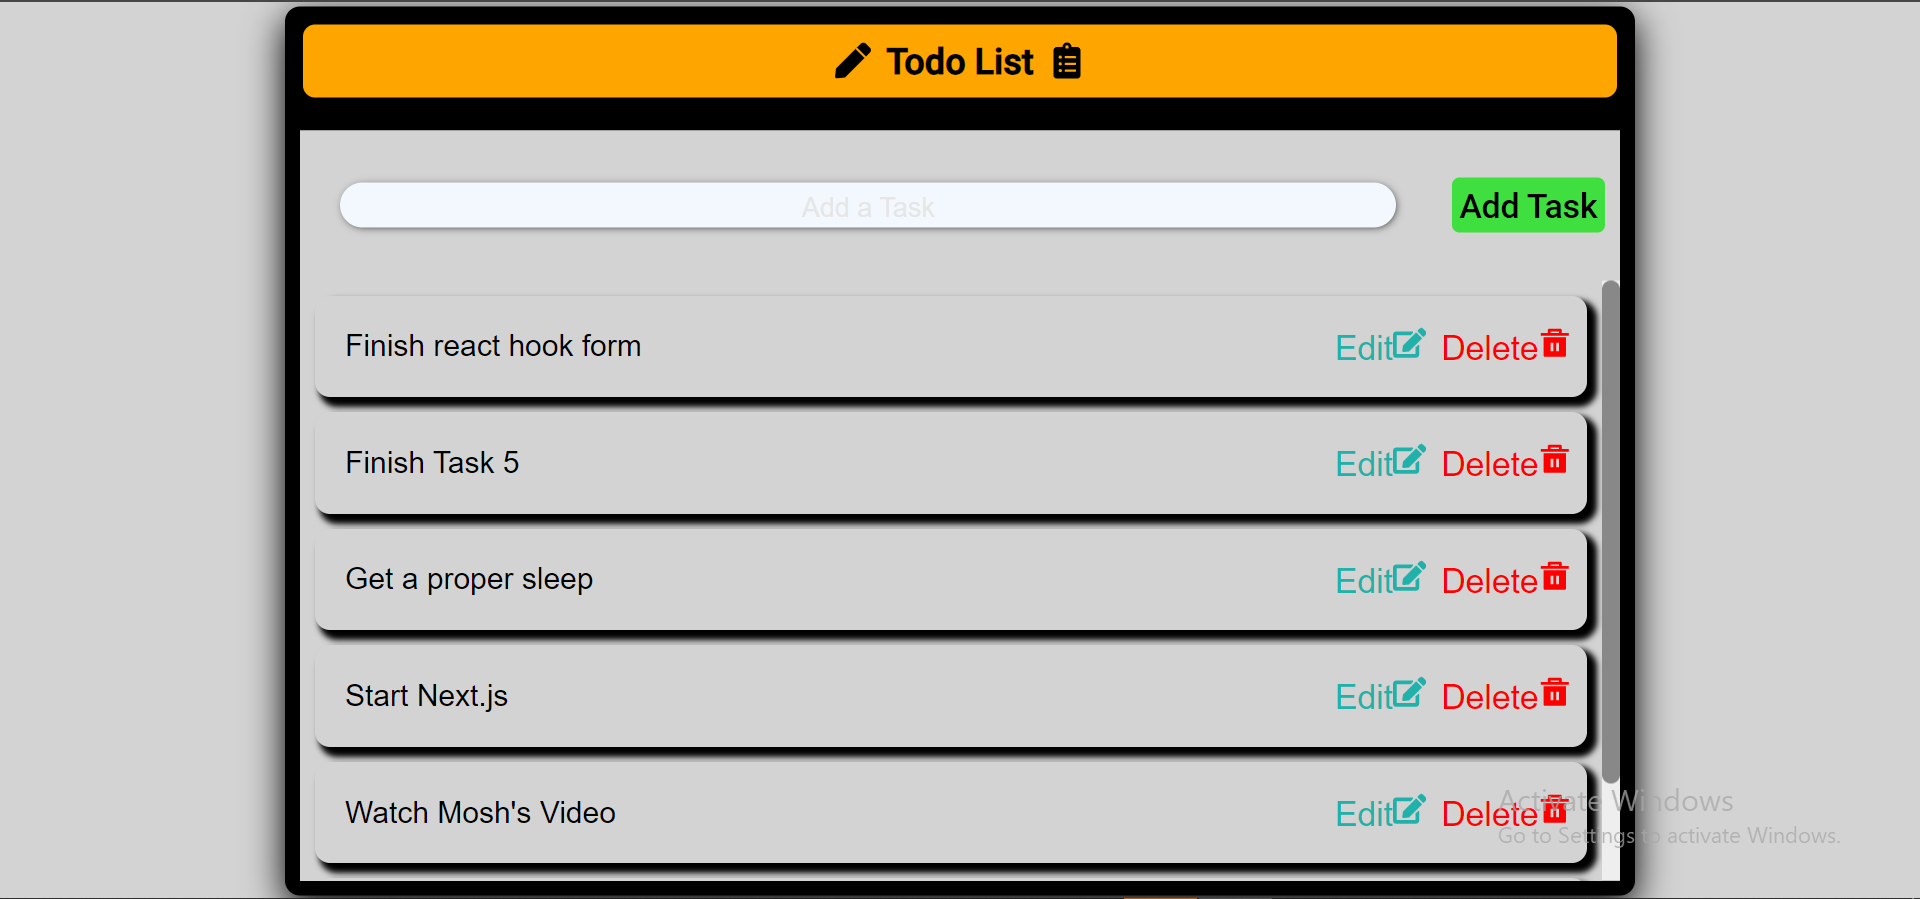 Todo List
Add a Task
Add Task
Finish react hook form
Edit Delete
Finish Task 5
Edit Delete
Get a proper sleep
Edit Delete
Start Next.js
Edit Delete
Watch Mosh's Video
Edit Delete
Activate Windows
Go to Settings to activate Windows.